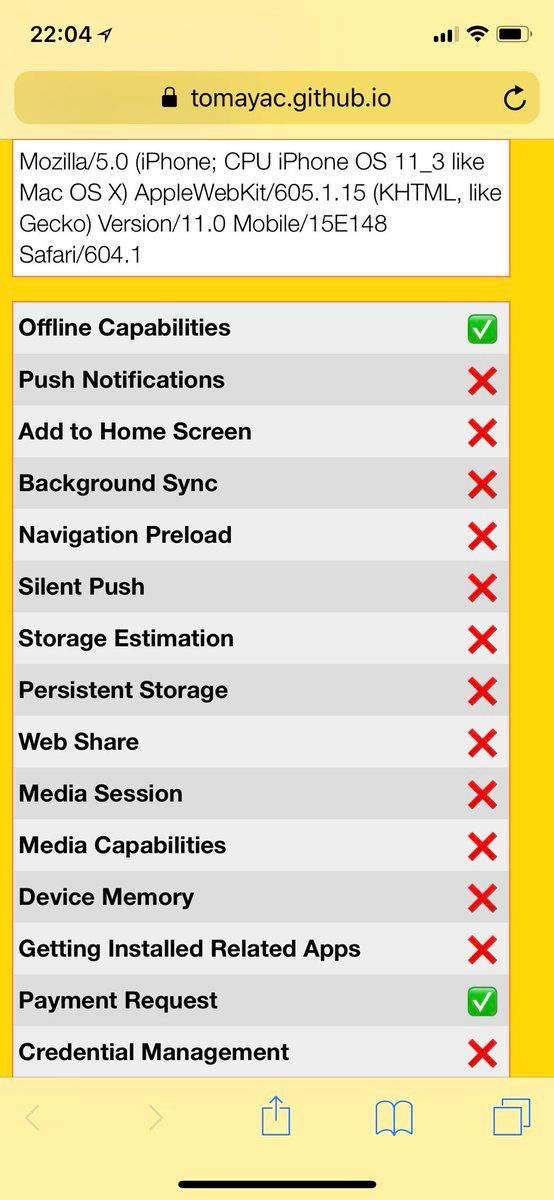 22:04
tomayac.github.io
Mozilla/5.0 (iPhone; CPU iPhone OS 11_3 like
Mac OS X) AppleWebKit/605.1.15 (KHTML, like
Gecko) Version/11.0 Mobile/15E148
Safari/604.1
Offline Capabilities ✅
Push Notifications ❌
Add to Home Screen ❌
Background Sync ❌
Navigation Preload ❌
Silent Push ❌
Storage Estimation ❌
Persistent Storage ❌
Web Share ❌
Media Session ❌
Media Capabilities ❌
Device Memory ❌
Getting Installed Related Apps ❌
Payment Request ✅
Credential Management ❌